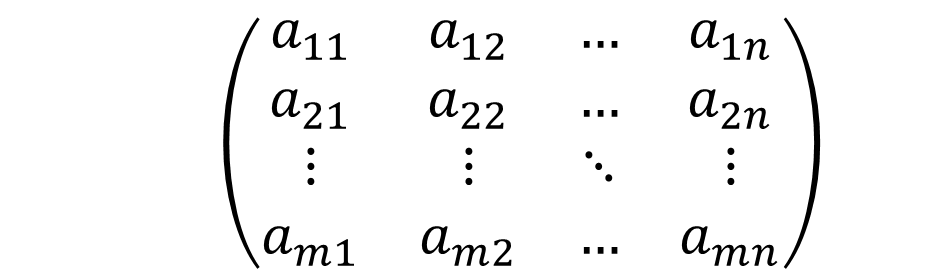 a₁₁ a₁₂ … a₁ₙ
a₂₁ a₂₂ … a₂ₙ
⋮ ⋮ ⋱ ⋮
aₘ₁ aₘ₂ … aₘₙ